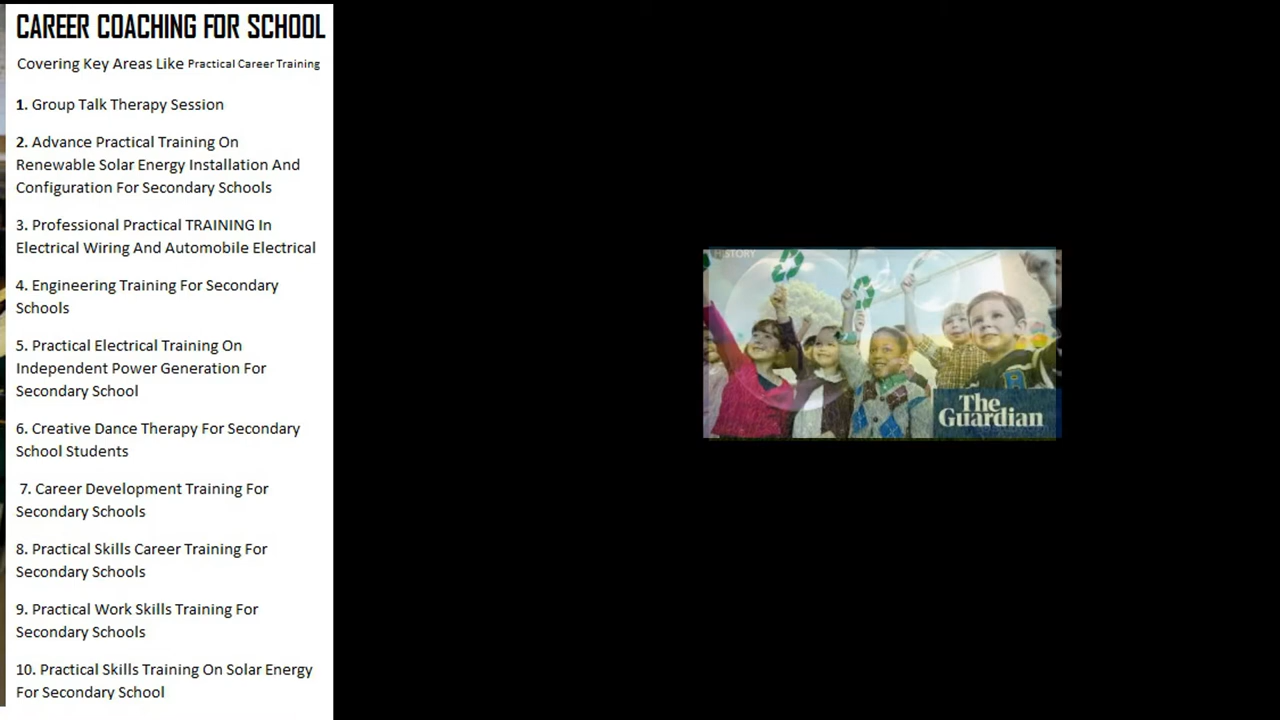 CAREER COACHING FOR SCHOOL
Covering Key Areas Like Practical Career Training
1. Group Talk Therapy Session
2. Advance Practical Training On
Renewable Solar Energy Installation And
Configuration For Secondary Schools
3. Professional Practical TRAINING In
Electrical Wiring And Automobile Electrical
4. Engineering Training For Secondary
Schools
5. Practical Electrical Training On
Independent Power Generation For
Secondary School
6. Creative Dance Therapy For Secondary
School Students
7. Career Development Training For
Secondary Schools
8. Practical Skills Career Training For
Secondary Schools
9. Practical Work Skills Training For
Secondary Schools
10. Practical Skills Training On Solar Energy
For Secondary School
HISTORY
The
Guardian